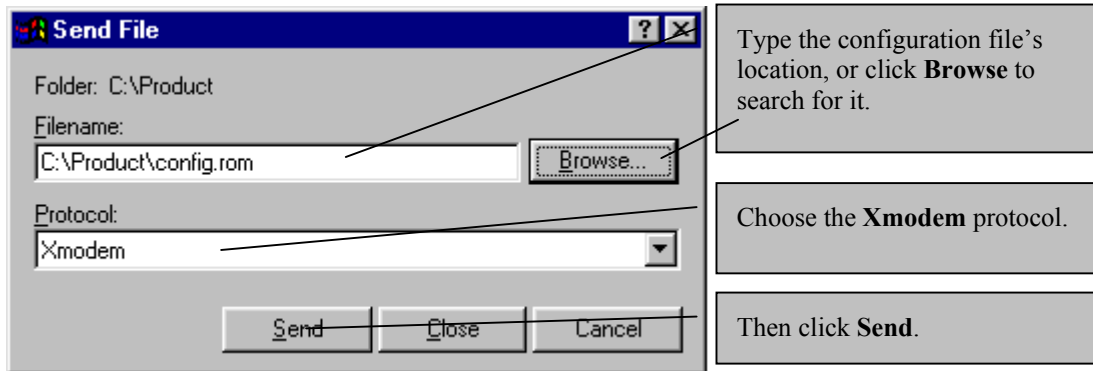 Send File
Folder: C:\Product
Filename:
C:\Product\config.rom
Browse...
Protocol:
Xmodem
Send
Close
Cancel
Type the configuration file's
location, or click Browse to
search for it.
Choose the Xmodem protocol.
Then click Send.